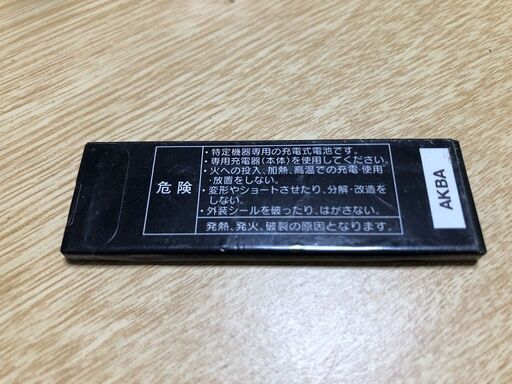 危険
・特定機器専用の充電式電池です。
・専用充電器(本体)を使用してください。
・火への投入、加熱、高温での充電・使用
・放置をしない。
・変形やショートさせたり、分解・改造を
しない。
・外装シールを破ったり、はがさない。
発熱、発火、破裂の原因となります。
AKBA